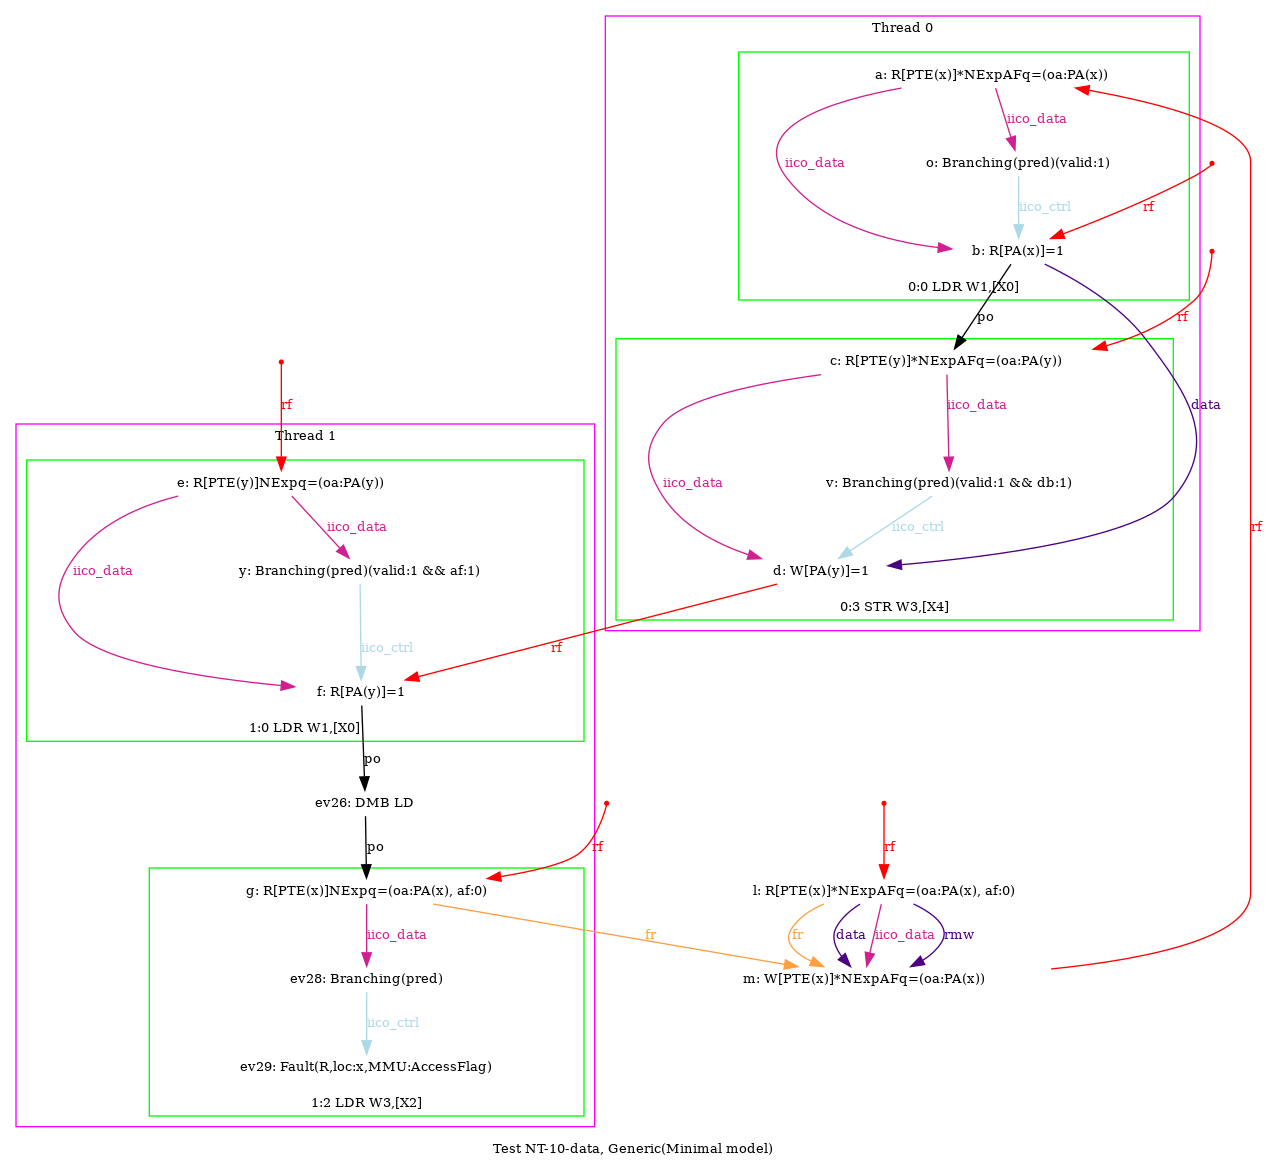 Thread 0
a: R[PTE(x)]*NExpAFq=(oa:PA(x))
iico_data
iico_data
o: Branching(pred)(valid:1)
iico_ctrl
rf
b: R[PA(x)]=1
0:0 LDR W1,[X0]
po
rf
c: R[PTE(y)]*NExpAFq=(oa:PA(y))
rf
iico_data
data
Thread 1
iico_data
v: Branching(pred)(valid:1 && db:1)
e: R[PTE(y)]NExpq=(oa:PA(y))
iico_data
iico_ctrl
rf
iico_data
y: Branching(pred)(valid:1 && af:1)
d: W[PA(y)]=1
0:3 STR W3,[X4]
iico_ctrl
rf
f: R[PA(y)]=1
1:0 LDR W1,[X0]
po
ev26: DMB LD
po
rf
rf
g: R[PTE(x)]NExpq=(oa:PA(x), af:0)
l: R[PTE(x)]*NExpAFq=(oa:PA(x), af:0)
iico_data
fr
fr
data
iico_data
rmw
ev28: Branching(pred)
m: W[PTE(x)]*NExpAFq=(oa:PA(x))
iico_ctrl
ev29: Fault(R,loc:x,MMU:AccessFlag)
1:2 LDR W3,[X2]
Test NT-10-data, Generic(Minimal model)